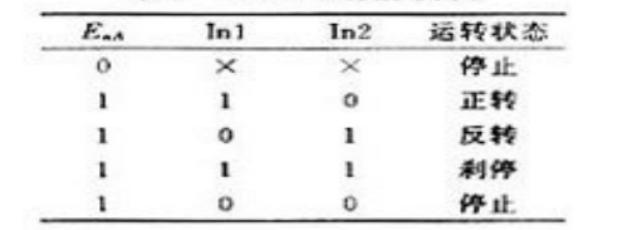 EnA In1 In2 运转状态
0 × × 停止
1 1 0 正转
1 0 1 反转
1 1 1 刹停
1 0 0 停止